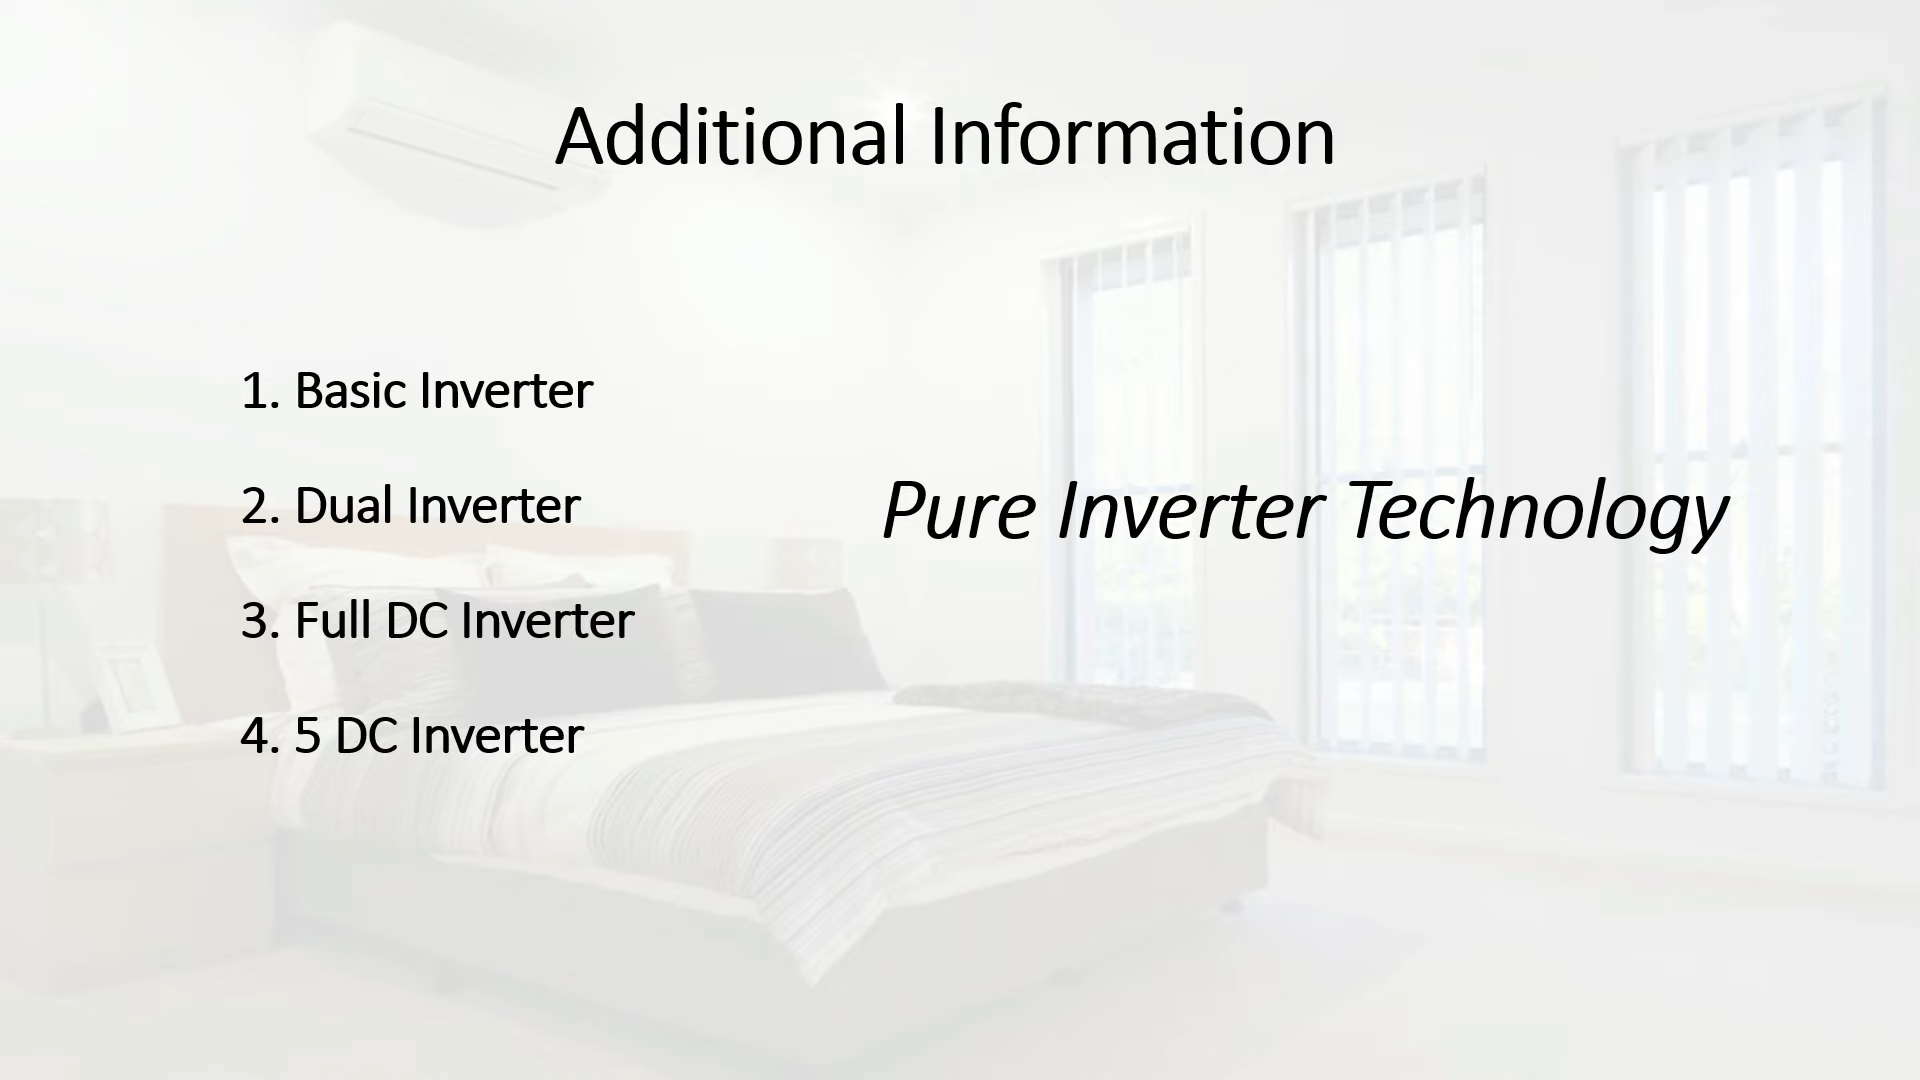 Additional Information
1. Basic Inverter
2. Dual Inverter
3. Full DC Inverter
4. 5 DC Inverter
Pure Inverter Technology